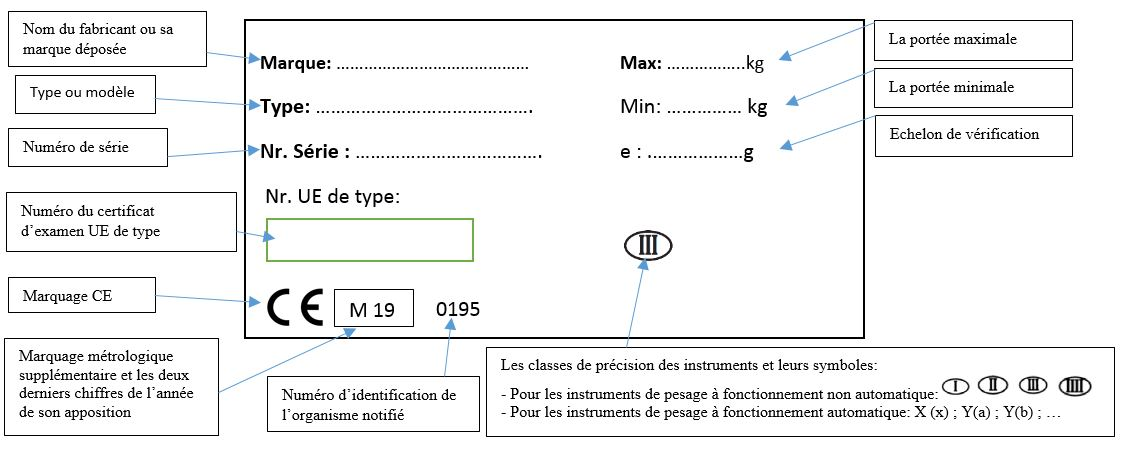 Nom du fabricant ou sa
marque déposée
Type ou modèle
Numéro de série
Numéro du certificat
d’examen UE de type
Marquage CE
Marquage métrologique
supplémentaire et les deux
derniers chiffres de l’année
de son apposition
Marque: ………………………………….
Type: ……………………………….
Nr. Série : …………………………….
Nr. UE de type:
CE M 19 0195
Max: …………….kg
Min: ………….. kg
e : ………………..g
III
La portée maximale
La portée minimale
Echelon de vérification
Numéro d’identification de
l’organisme notifié
Les classes de précision des instruments et leurs symboles:
- Pour les instruments de pesage à fonctionnement non automatique: I II III IIII
- Pour les instruments de pesage à fonctionnement automatique: X (x) ; Y(a) ; Y(b) ; …